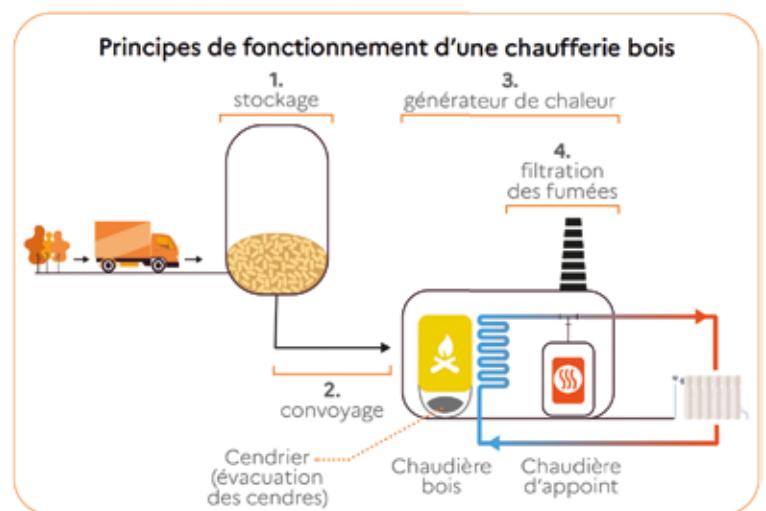 Principes de fonctionnement d'une chaufferie bois
1.
stockage
3.
générateur de chaleur
4.
filtration
des fumées
2.
convoyage
Cendrier
(évacuation
des cendres)
Chaudière
bois
Chaudière
d'appoint